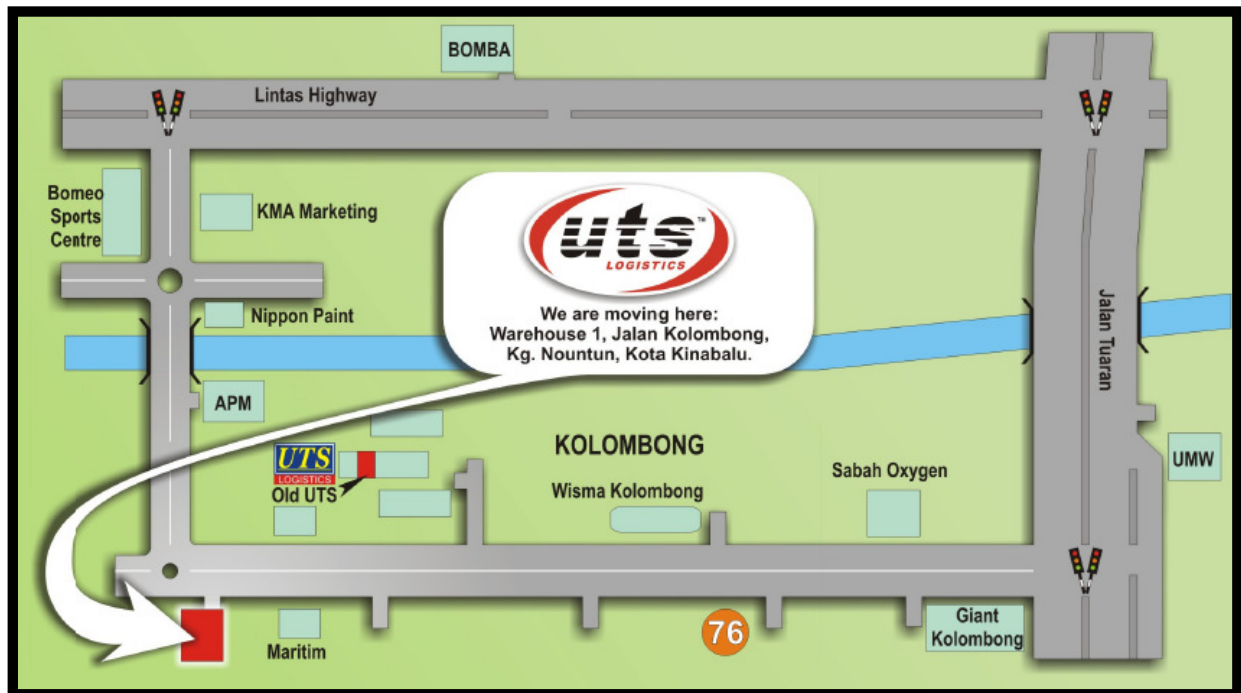 BOMBA
Lintas Highway
Borneo
Sports
Centre
KMA Marketing
uts™
LOGISTICS
We are moving here:
Warehouse 1, Jalan Kolombong,
Kg. Nountun, Kota Kinabalu.
Nippon Paint
Jalan Tuaran
APM
KOLOMBONG
UTS
LOGISTICS
Old UTS
Wisma Kolombong
Sabah Oxygen
UMW
Maritim
76
Giant
Kolombong